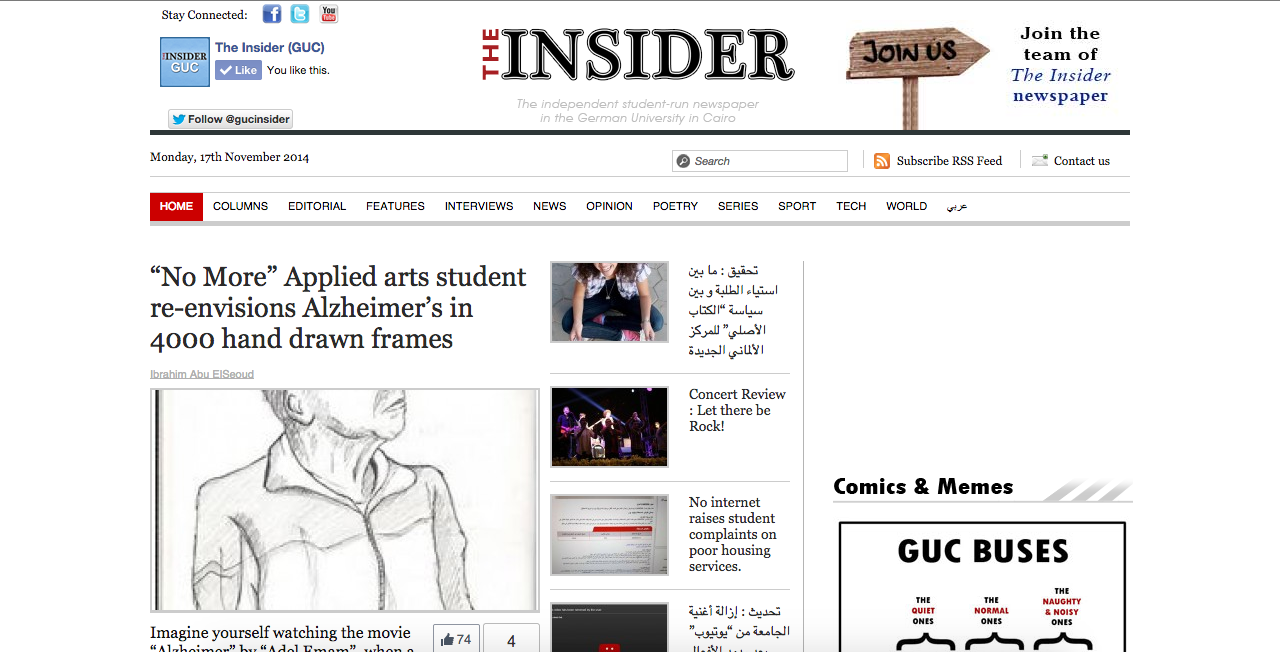 Stay Connected:
You
Tube
THE INSIDER
JOIN US
Join the
team of
The Insider
newspaper
INSIDER
GUC
The Insider (GUC)
Like You like this.
The independent student-run newspaper
in the German University in Cairo
Follow @gucinsider
Monday, 17th November 2014
Search
Subscribe RSS Feed
Contact us
HOME COLUMNS EDITORIAL FEATURES INTERVIEWS NEWS OPINION POETRY SERIES SPORT TECH WORLD عربي
“No More” Applied arts student
re-envisions Alzheimer’s in
4000 hand drawn frames
Ibrahim Abu ElSeoud
Imagine yourself watching the movie
“Alzheimer” by “Adel Emam”, when a
74
4
تحقيق : ما بين
استياء الطلبة و بين
سياسة “الكتاب
الأصلي” للمركز
الألماني الجديدة
Concert Review
: Let there be
Rock!
No internet
raises student
complaints on
poor housing
services.
تحديث : إزالة أغنية
الجامعة من “يوتيوب”
Comics & Memes
GUC BUSES
THE
QUIET
ONES
THE
NORMAL
ONES
THE
NAUGHTY
& NOISY
ONES